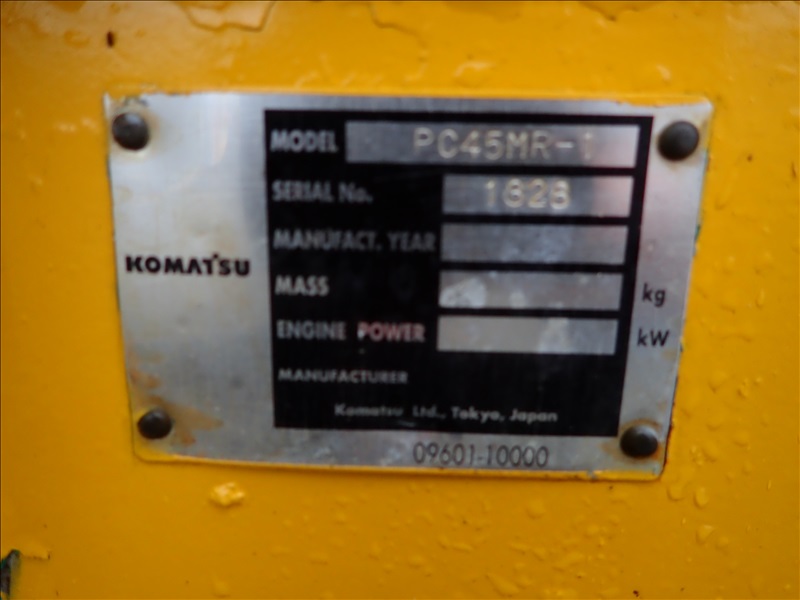 MODEL PC45MR-1
SERIAL No.
MANUFACT. YEAR
KOMATSU
MASS kg
ENGINE POWER kW
MANUFACTURER
Komatsu Ltd., Tokyo, Japan
09601-10000